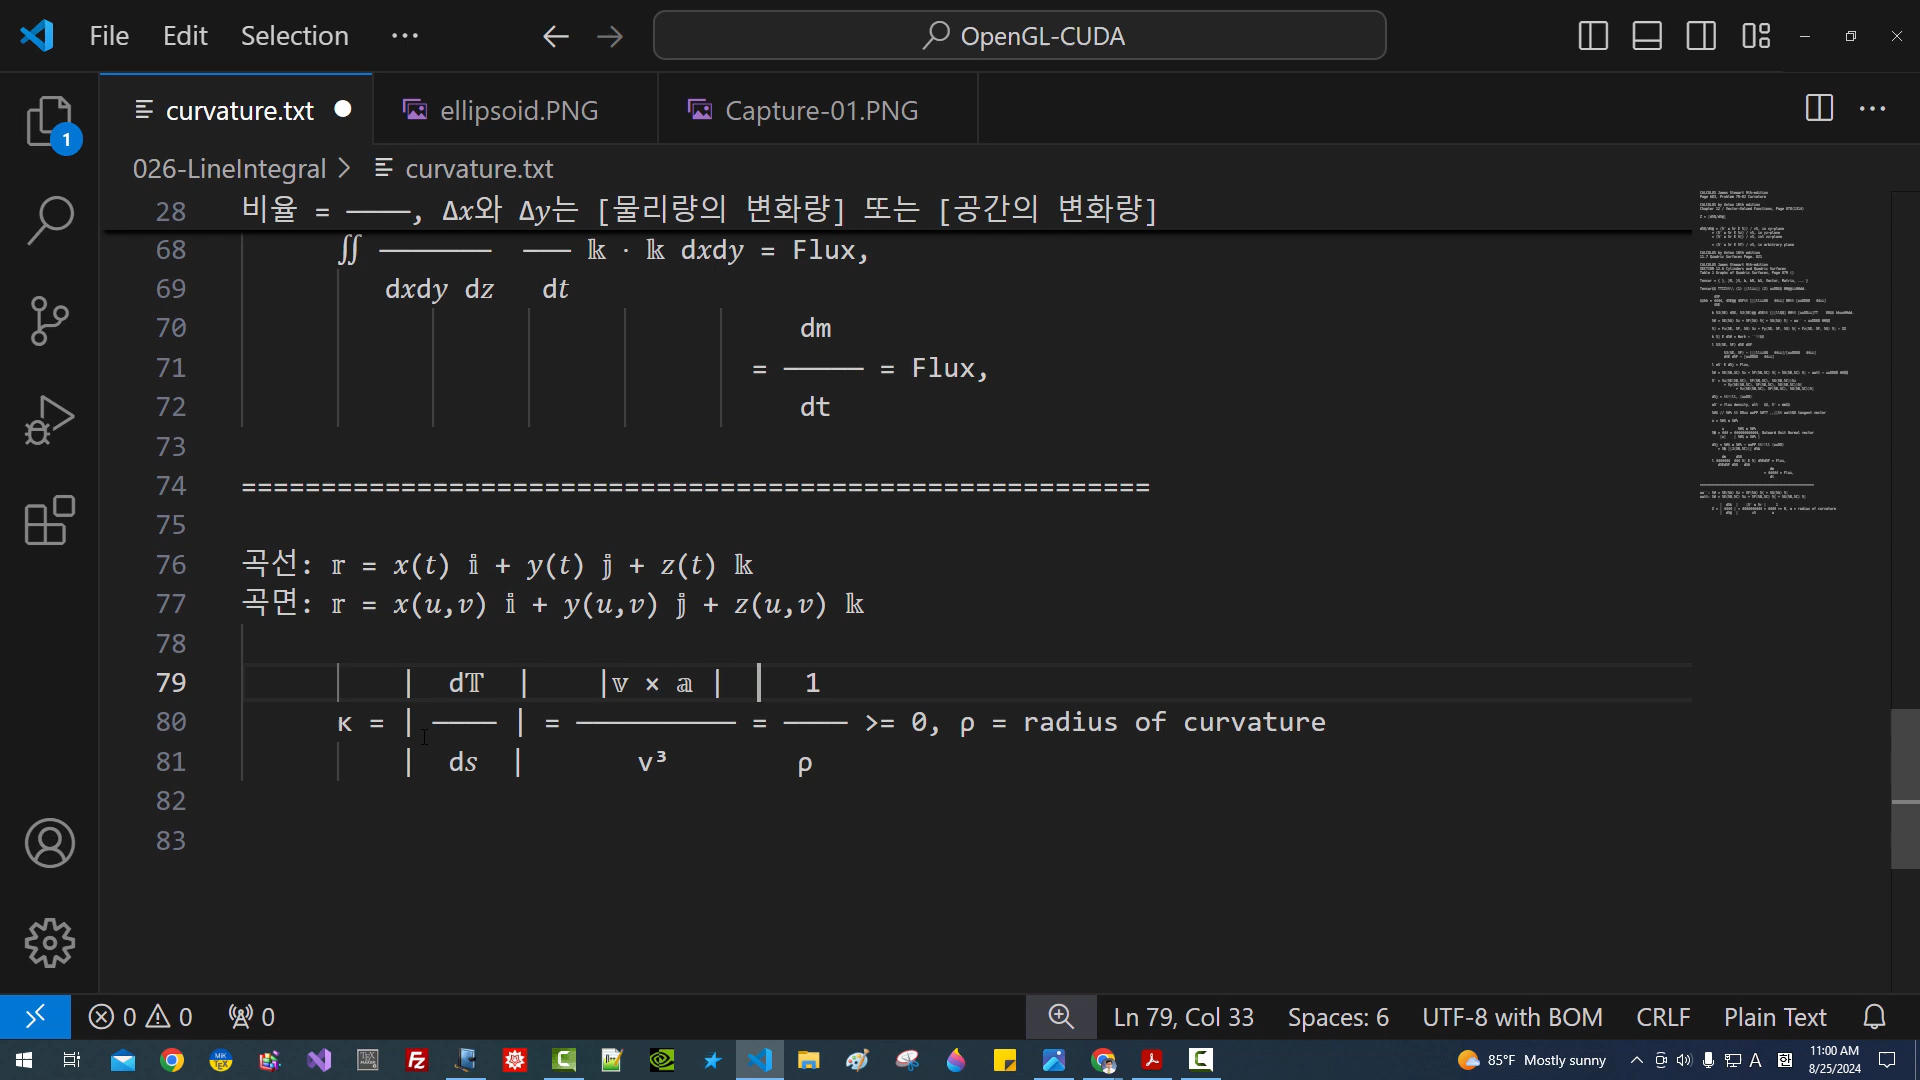 File Edit Selection ··· OpenGL-CUDA
curvature.txt ellipsoid.PNG Capture-01.PNG
1
026-LineIntegral > curvature.txt
28 비율 = ────, Δx와 Δy는 [물리량의 변화량] 또는 [공간의 변화량]
68 ∬ ─────── ─── 𝕜 · 𝕜 dxdy = Flux,
69 dxdy dz dt
70 dm
71 = ───── = Flux,
72 dt
73
74 =========================================================
75
76 곡선: 𝕣 = x(t) 𝕚 + y(t) 𝕛 + z(t) 𝕜
77 곡면: 𝕣 = x(u,v) 𝕚 + y(u,v) 𝕛 + z(u,v) 𝕜
78
79 | d𝕋 | |𝕧 × 𝕒 | 1
80 κ = | ──── | = ────────── = ──── >= 0, ρ = radius of curvature
81 | ds | v³ ρ
82
83
0 0 0 Ln 79, Col 33 Spaces: 6 UTF-8 with BOM CRLF Plain Text
85°F Mostly sunny A 한 11:00 AM
8/25/2024